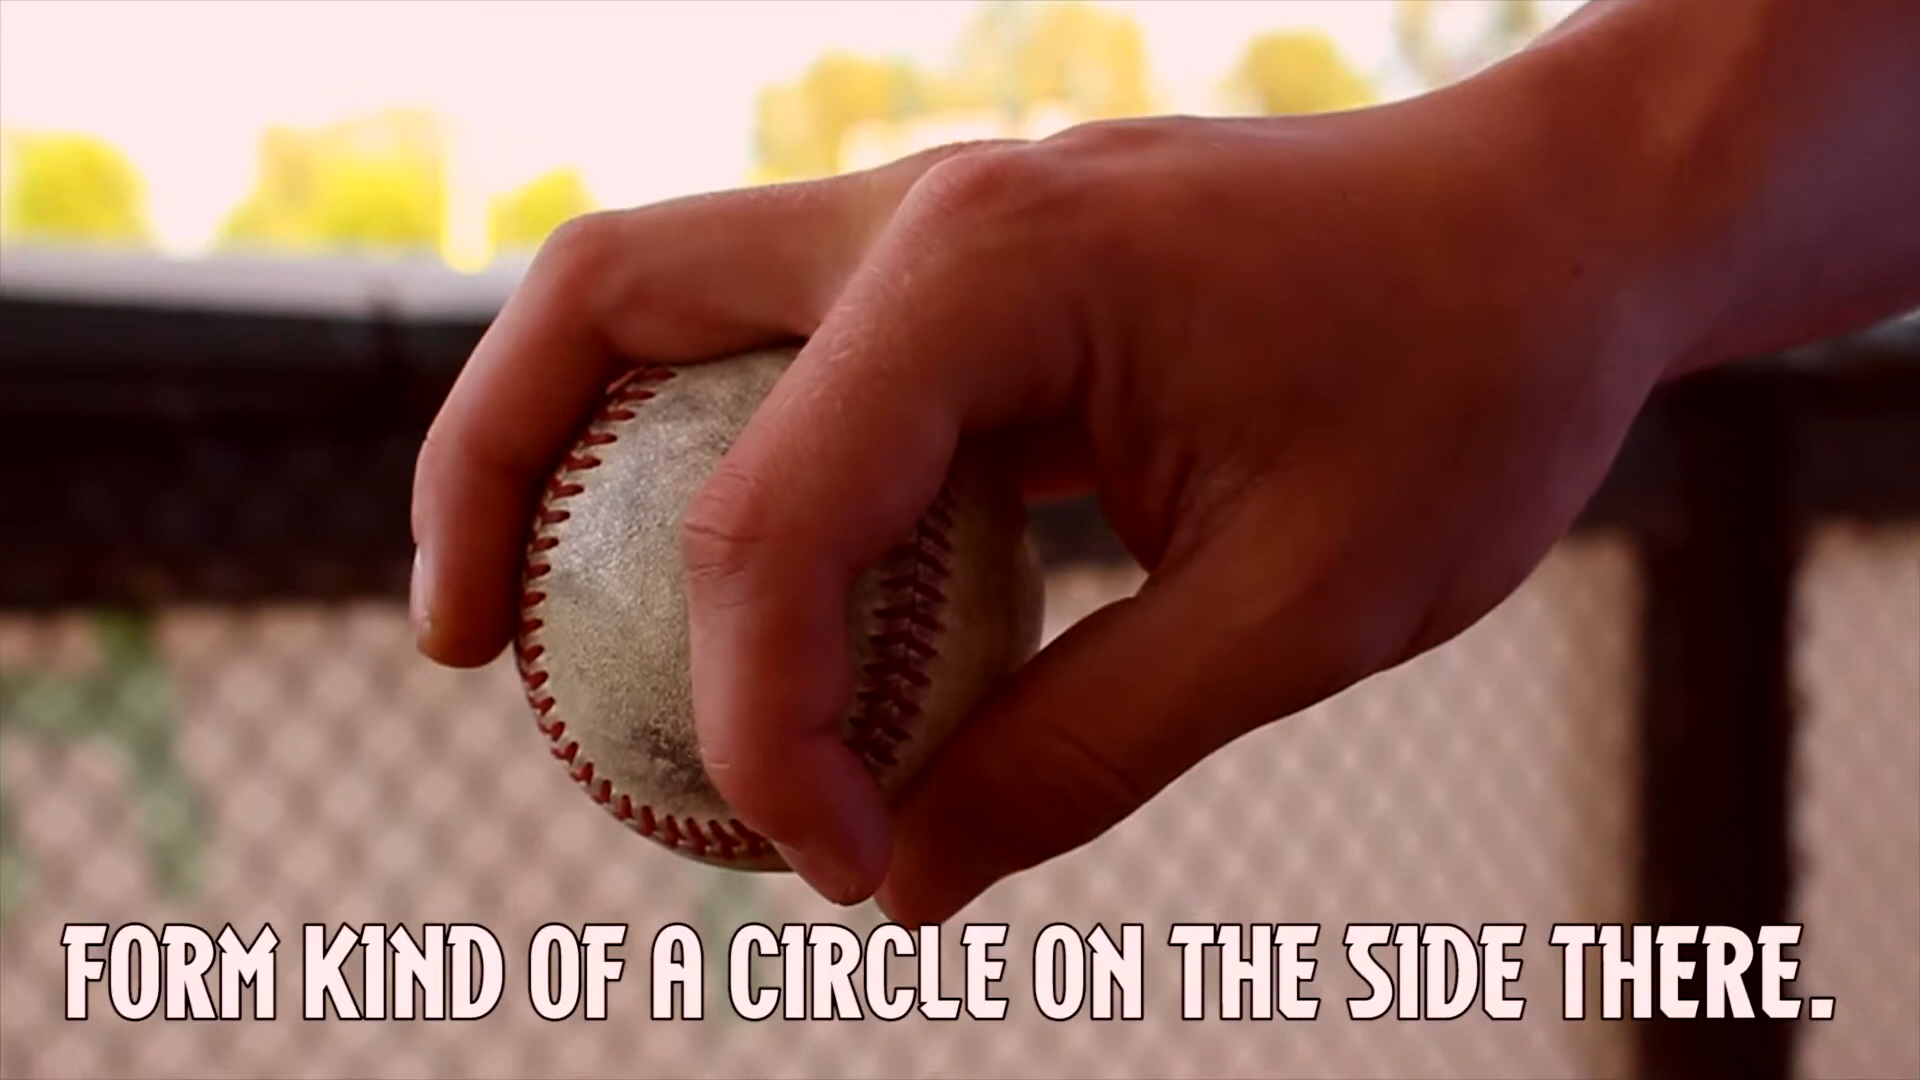 FORM KIND OF A CIRCLE ON THE SIDE THERE.